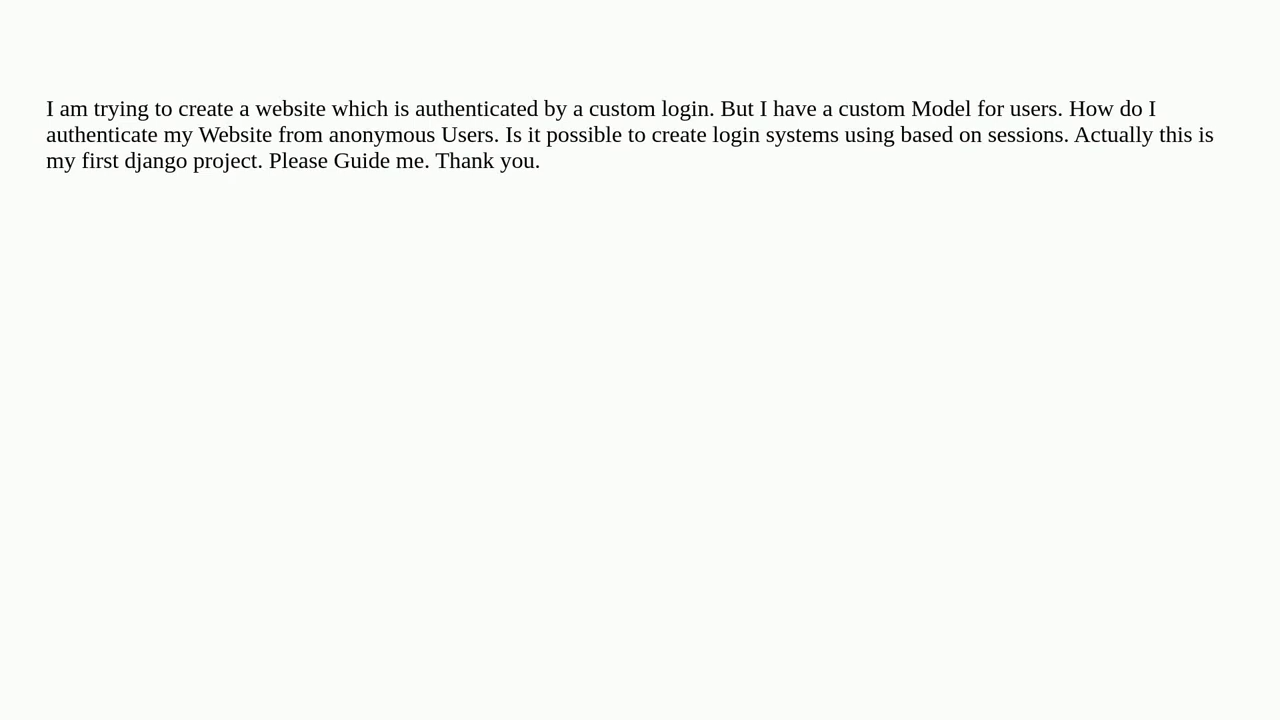 I am trying to create a website which is authenticated by a custom login. But I have a custom Model for users. How do I
authenticate my Website from anonymous Users. Is it possible to create login systems using based on sessions. Actually this is
my first django project. Please Guide me. Thank you.